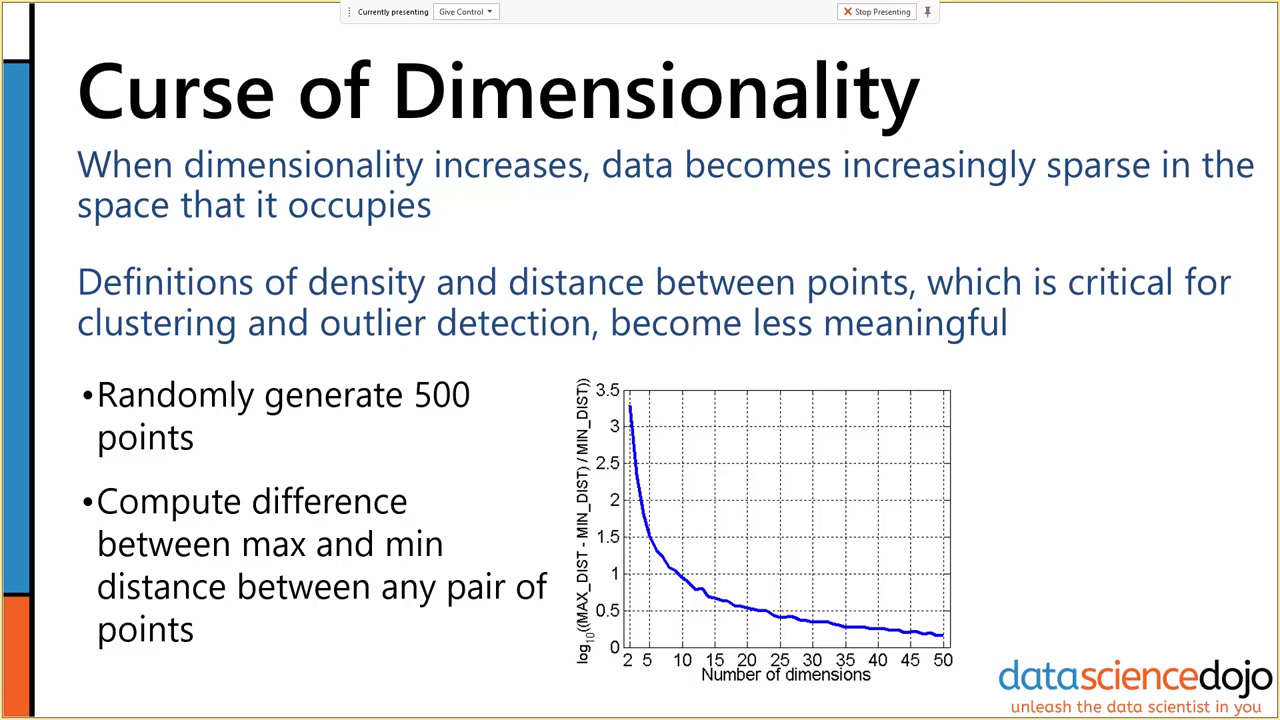 Currently presenting
Give Control
Stop Presenting
Curse of Dimensionality
When dimensionality increases, data becomes increasingly sparse in the
space that it occupies
Definitions of density and distance between points, which is critical for
clustering and outlier detection, become less meaningful
•Randomly generate 500
points
•Compute difference
between max and min
distance between any pair of
points
log10((MAX_DIST - MIN_DIST) / MIN_DIST))
3.5
3
2.5
2
1.5
1
0.5
0
2 5 10 15 20 25 30 35 40 45 50
Number of dimensions
datasciencedojo
unleash the data scientist in you